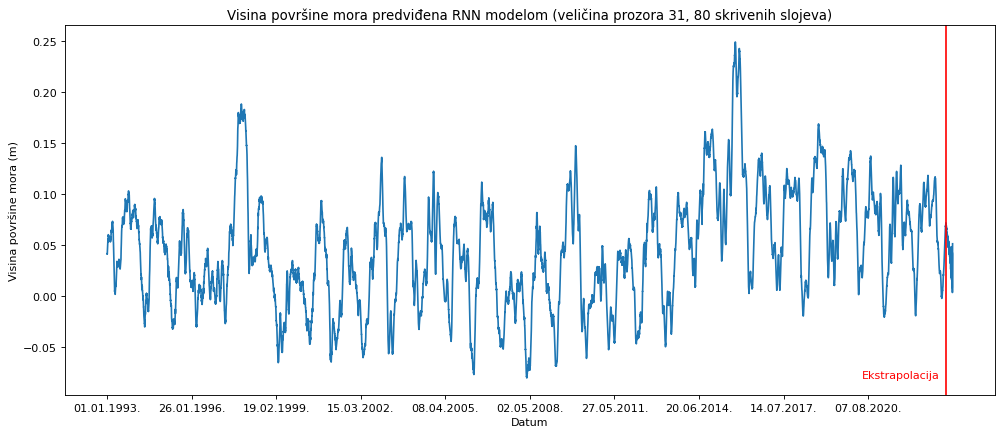 Visina površine mora predviđena RNN modelom (veličina prozora 31, 80 skrivenih slojeva)
Visina površine mora (m)
0.25
0.20
0.15
0.10
0.05
0.00
−0.05
Ekstrapolacija
01.01.1993. 26.01.1996. 19.02.1999. 15.03.2002. 08.04.2005. 02.05.2008. 27.05.2011. 20.06.2014. 14.07.2017. 07.08.2020.
Datum